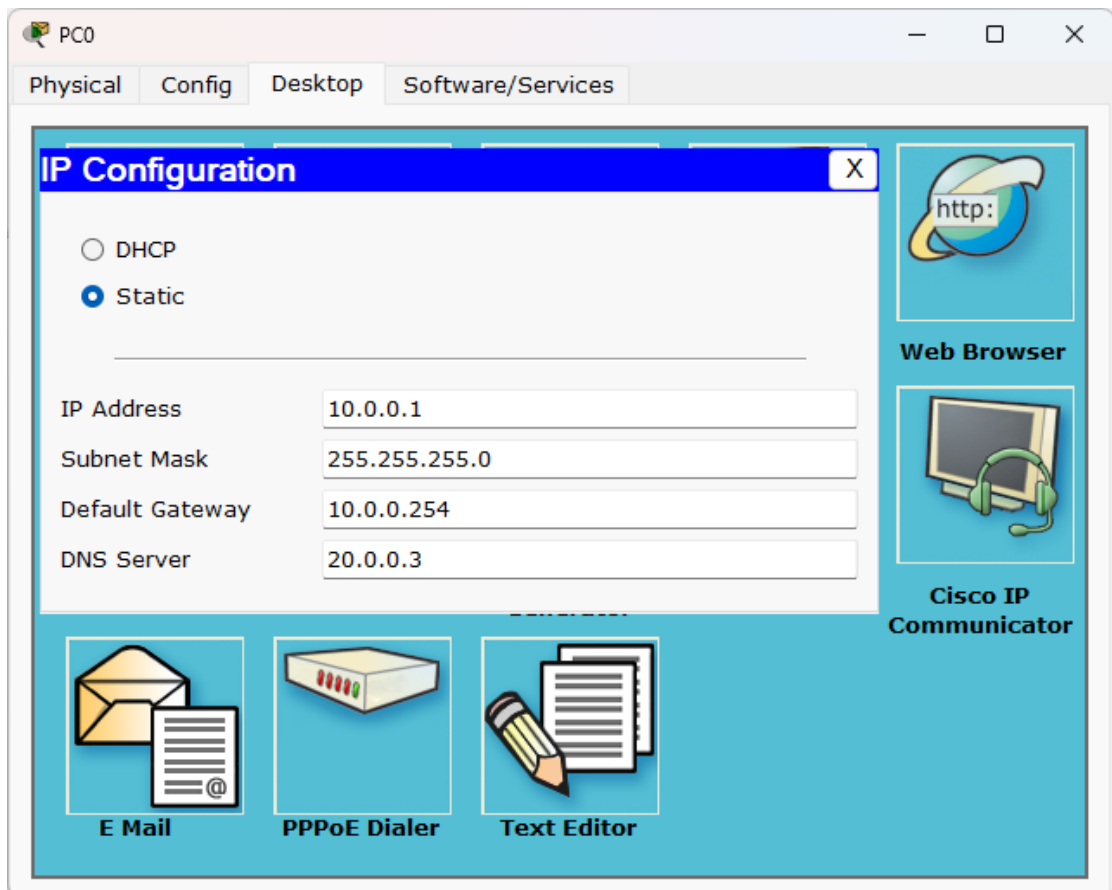 PC0
Physical Config Desktop Software/Services
IP Configuration X
http:
DHCP
Static
Web Browser
IP Address 10.0.0.1
Subnet Mask 255.255.255.0
Default Gateway 10.0.0.254
DNS Server 20.0.0.3
Cisco IP
Communicator
@
E Mail PPPoE Dialer Text Editor